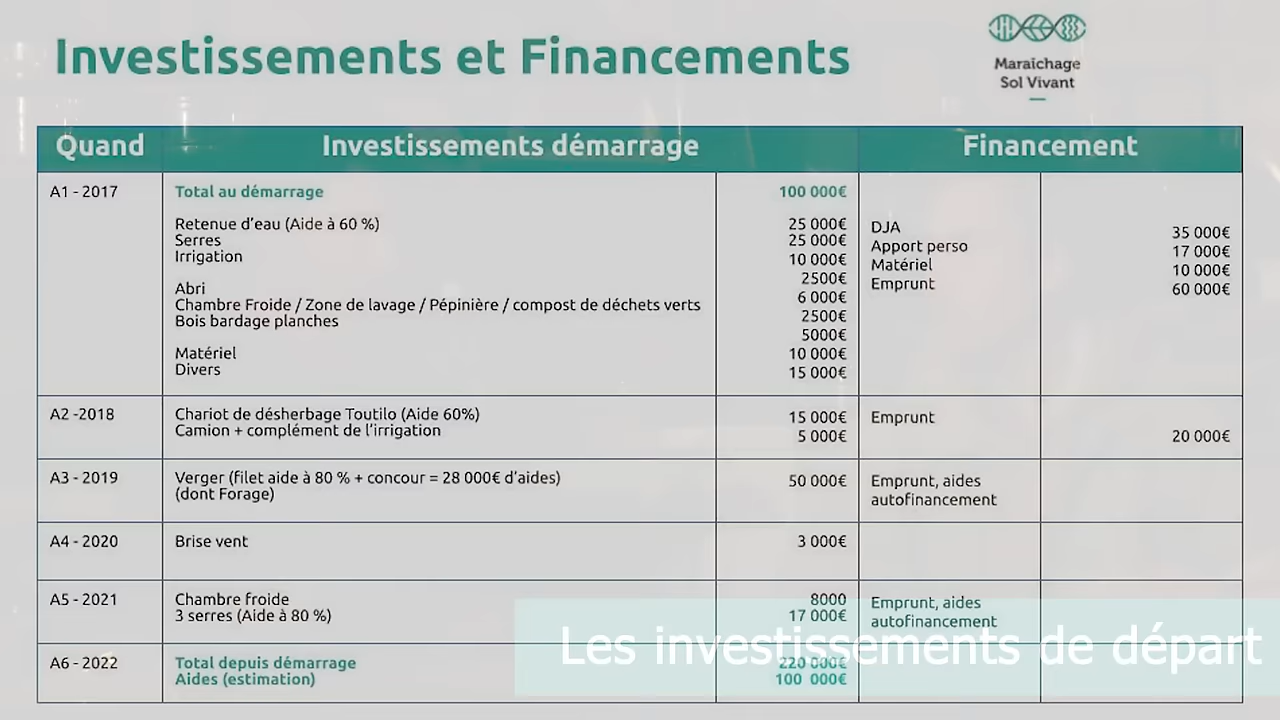 Investissements et Financements
Maraîchage
Sol Vivant
Quand
Investissements démarrage
Financement
A1 - 2017
Total au démarrage
100 000€
Retenue d'eau (Aide à 60 %)
25 000€
Serres
25 000€
Irrigation
10 000€
2500€
Abri
6 000€
Chambre Froide / Zone de lavage / Pépinière / compost de déchets verts
2500€
Bois bardage planches
5000€
Matériel
10 000€
Divers
15 000€
DJA
35 000€
Apport perso
17 000€
Matériel
10 000€
Emprunt
60 000€
A2 -2018
Chariot de désherbage Toutilo (Aide 60%)
15 000€
Camion + complément de l'irrigation
5 000€
Emprunt
20 000€
A3 - 2019
Verger (filet aide à 80 % + concour = 28 000€ d'aides)
(dont Forage)
50 000€
Emprunt, aides
autofinancement
A4 - 2020
Brise vent
3 000€
A5 - 2021
Chambre froide
8000
3 serres (Aide à 80 %)
17 000€
Emprunt, aides
autofinancement
Les investissements de départ
A6 - 2022
Total depuis démarrage
220 000€
Aides (estimation)
100 000€